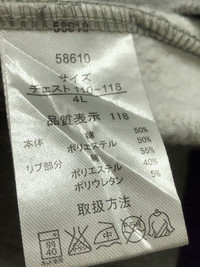 58610
58610
サイズ
チェスト 110-118
4L
品質表示 118
本体 綿 50%
ポリエステル 50%
リブ部分 綿 55%
ポリエステル 40%
ポリウレタン 5%
取扱方法
40
中